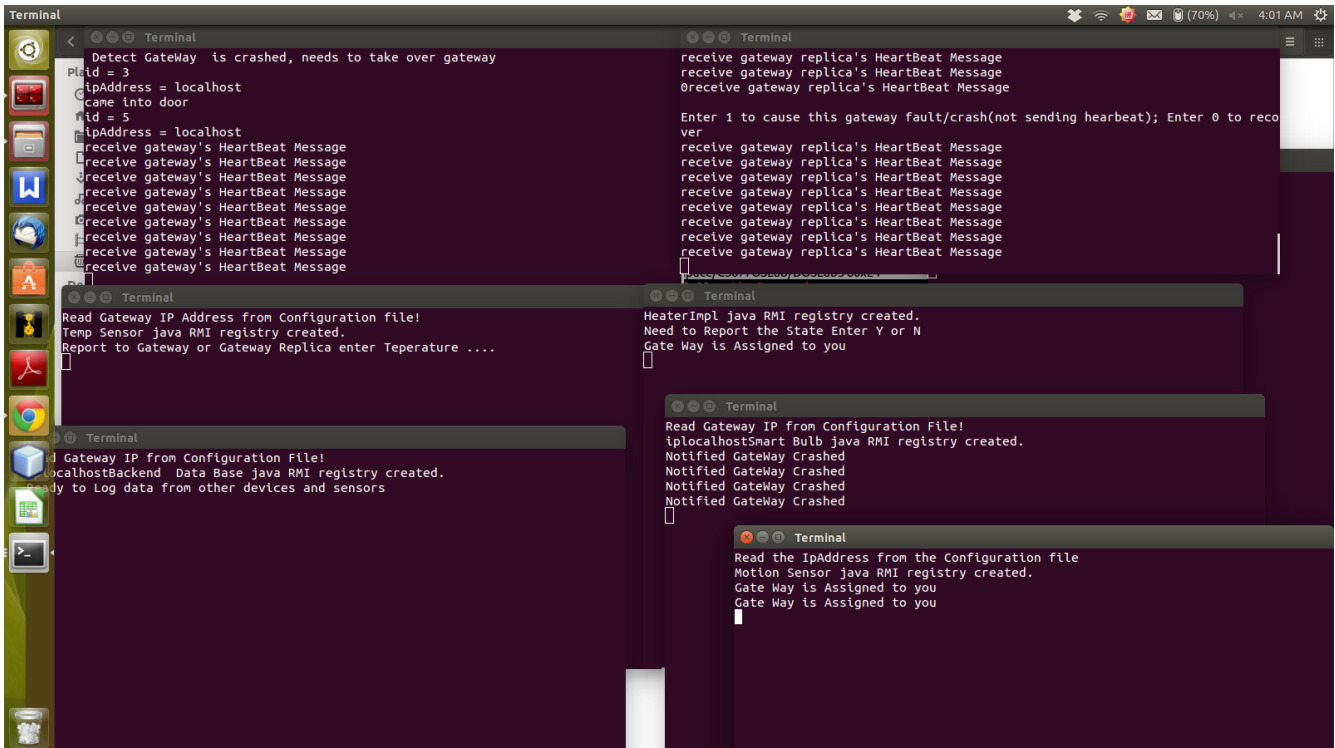 Terminal
(70%)
4:01 AM
Terminal
Detect GateWay  is crashed, needs to take over gateway
id = 3
ipAddress = localhost
came into door
id = 5
ipAddress = localhost
receive gateway's HeartBeat Message
receive gateway's HeartBeat Message
receive gateway's HeartBeat Message
receive gateway's HeartBeat Message
receive gateway's HeartBeat Message
receive gateway's HeartBeat Message
receive gateway's HeartBeat Message
receive gateway's HeartBeat Message
receive gateway's HeartBeat Message
Pla
Terminal
receive gateway replica's HeartBeat Message
receive gateway replica's HeartBeat Message
0receive gateway replica's HeartBeat Message
Enter 1 to cause this gateway fault/crash(not sending hearbeat); Enter 0 to reco
ver
receive gateway replica's HeartBeat Message
receive gateway replica's HeartBeat Message
receive gateway replica's HeartBeat Message
receive gateway replica's HeartBeat Message
receive gateway replica's HeartBeat Message
receive gateway replica's HeartBeat Message
receive gateway replica's HeartBeat Message
receive gateway replica's HeartBeat Message
Terminal
Read Gateway IP Address from Configuration file!
Temp Sensor java RMI registry created.
Report to Gateway or Gateway Replica enter Teperature ....
Terminal
HeaterImpl java RMI registry created.
Need to Report the State Enter Y or N
Gate Way is Assigned to you
Terminal
Read Gateway IP from Configuration File!
iplocalhostSmart Bulb java RMI registry created.
Notified GateWay Crashed
Notified GateWay Crashed
Notified GateWay Crashed
Notified GateWay Crashed
Terminal
d Gateway IP from Configuration File!
ocalhostBackend  Data Base java RMI registry created.
Ready to Log data from other devices and sensors
Terminal
Read the IpAddress from the Configuration file
Motion Sensor java RMI registry created.
Gate Way is Assigned to you
Gate Way is Assigned to you